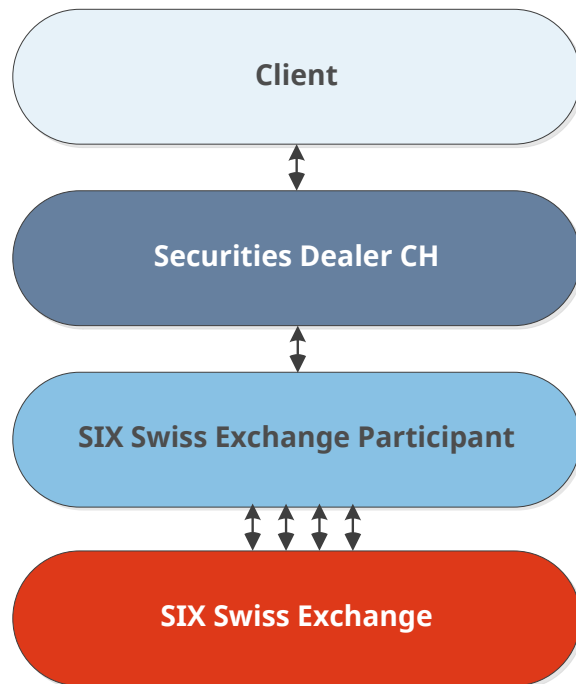 Client
Securities Dealer CH
SIX Swiss Exchange Participant
SIX Swiss Exchange